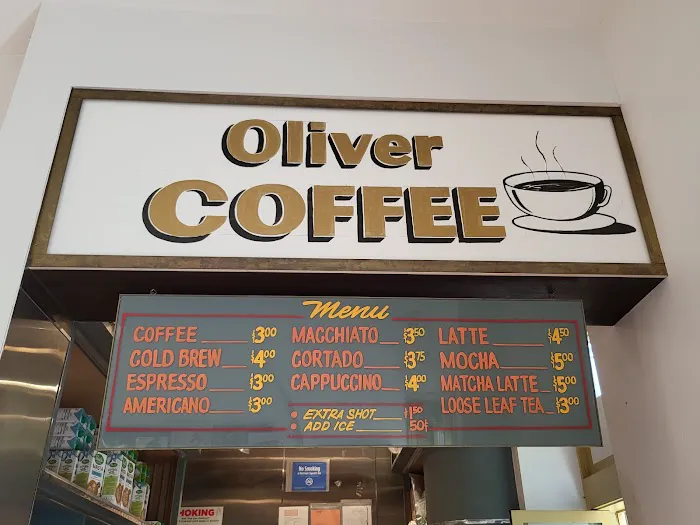 Oliver
COFFEE
Menu
COFFEE $3.00
COLD BREW $4.00
ESPRESSO $3.00
AMERICANO $3.00
MACCHIATO $3.50
CORTADO $3.75
CAPPUCCINO $4.00
EXTRA SHOT +1.50
ADD ICE .50¢
LATTE $4.50
MOCHA $5.00
MATCHA LATTE $5.00
LOOSE LEAF TEA $3.00
No Smoking